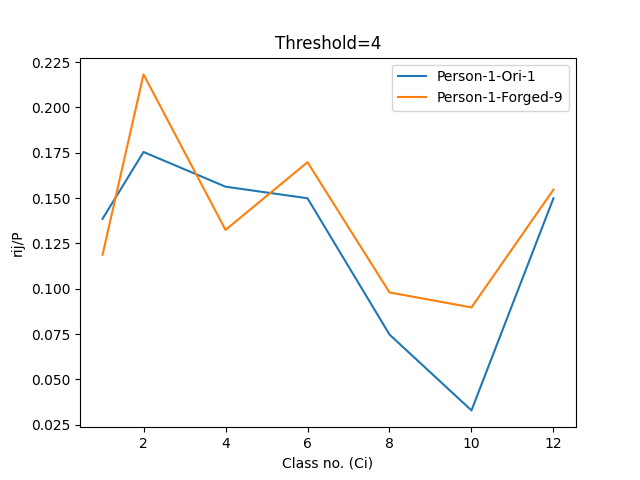 Threshold=4
Person-1-Ori-1
Person-1-Forged-9
0.225
0.200
0.175
0.150
0.125
0.100
0.075
0.050
0.025
rij/P
2 4 6 8 10 12
Class no. (Ci)